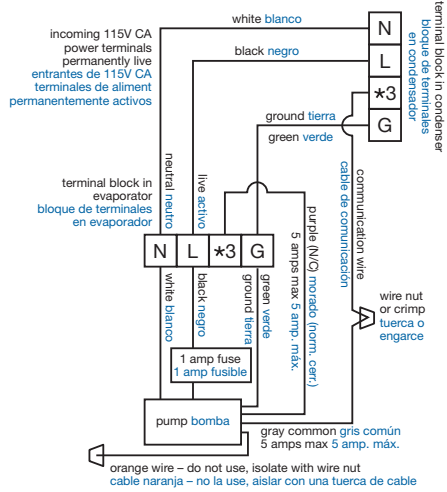 white blanco
incoming 115V CA
power terminals
permanently live
entrantes de 115V CA
terminales de aliment
permanentemente activos
black negro
N
L
*3
G
terminal block in condenser
bloque de terminales
en condensador
ground tierra
green verde
neutral neutro
live activo
terminal block in
evaporator
bloque de terminales
en evaporador
N L *3 G
purple (N/C) morado (norm. cerr.)
5 amps max 5 amp. máx.
communication wire
cable de comunicación
white blanco
black negro
ground tierra
green verde
wire nut
or crimp
tuerca o
engarce
1 amp fuse
1 amp fusible
pump bomba
gray common gris común
5 amps max 5 amp. máx.
orange wire – do not use, isolate with wire nut
cable naranja – no la use, aislar con una tuerca de cable